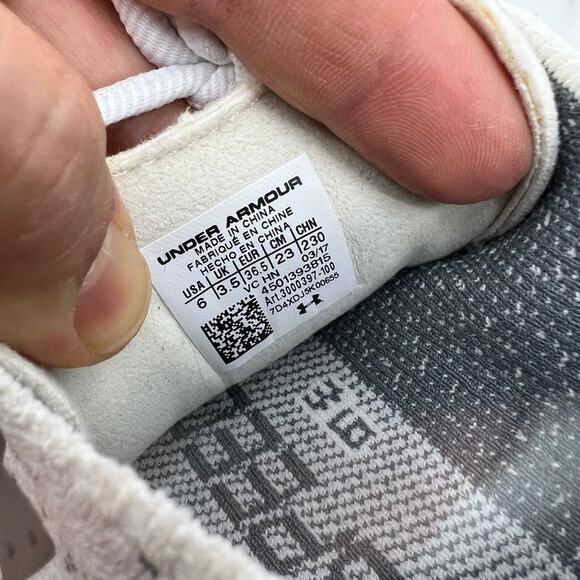 UNDER ARMOUR
MADE IN CHINA
FABRIQUÉ EN CHINE
HECHO EN CHINA
USA UK EUR CM CHN
6 3.5 36.5 23 230
VC HN 03/17
4501393815
Art.3000397-100
7D4XDJ5K00655